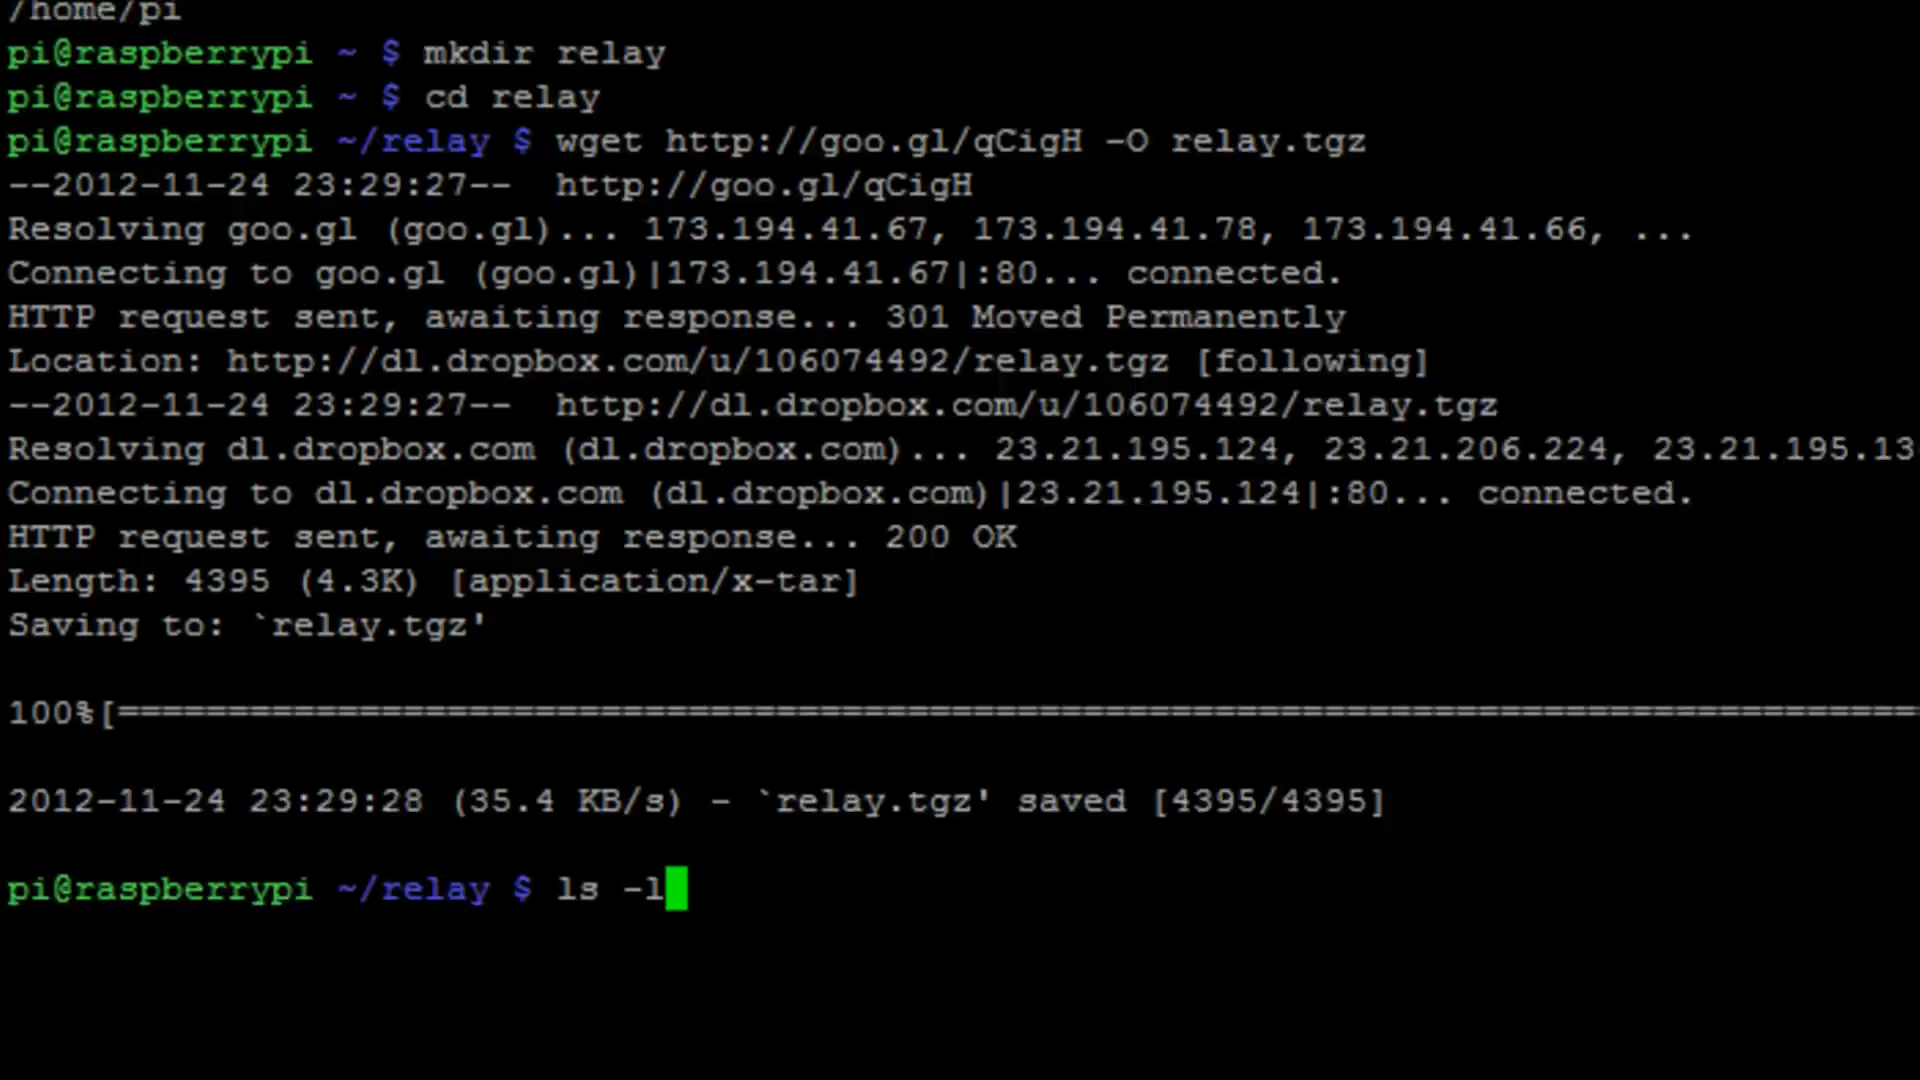 /home/pi
pi@raspberrypi ~ $ mkdir relay
pi@raspberrypi ~ $ cd relay
pi@raspberrypi ~/relay $ wget http://goo.gl/qCigH -O relay.tgz
--2012-11-24 23:29:27--  http://goo.gl/qCigH
Resolving goo.gl (goo.gl)... 173.194.41.67, 173.194.41.78, 173.194.41.66, ...
Connecting to goo.gl (goo.gl)|173.194.41.67|:80... connected.
HTTP request sent, awaiting response... 301 Moved Permanently
Location: http://dl.dropbox.com/u/106074492/relay.tgz [following]
--2012-11-24 23:29:27--  http://dl.dropbox.com/u/106074492/relay.tgz
Resolving dl.dropbox.com (dl.dropbox.com)... 23.21.195.124, 23.21.206.224, 23.21.195.13
Connecting to dl.dropbox.com (dl.dropbox.com)|23.21.195.124|:80... connected.
HTTP request sent, awaiting response... 200 OK
Length: 4395 (4.3K) [application/x-tar]
Saving to: `relay.tgz'
100%[==================================================================================
2012-11-24 23:29:28 (35.4 KB/s) - `relay.tgz' saved [4395/4395]
pi@raspberrypi ~/relay $ ls -l